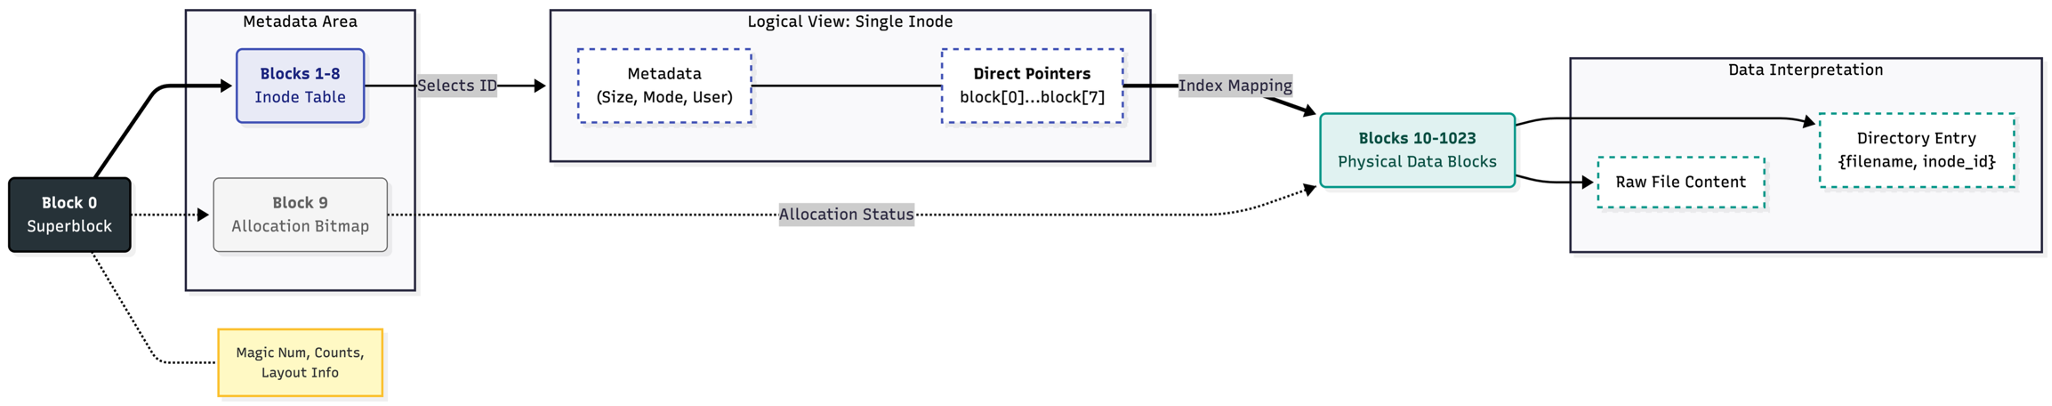 Metadata Area
Blocks 1-8
Inode Table
Block 9
Allocation Bitmap
Block 0
Superblock
Magic Num, Counts,
Layout Info
Selects ID
Logical View: Single Inode
Metadata
(Size, Mode, User)
Direct Pointers
block[0]...block[7]
Index Mapping
Allocation Status
Blocks 10-1023
Physical Data Blocks
Data Interpretation
Directory Entry
{filename, inode_id}
Raw File Content